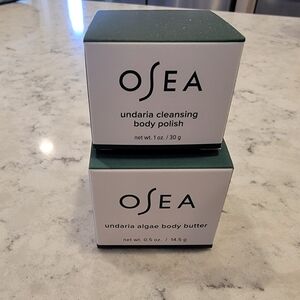 OSEA
undaria cleansing
body polish
net wt. 1 oz. / 30 g
OSEA
undaria algae body butter
net wt. 0.5 oz. / 14.5 g